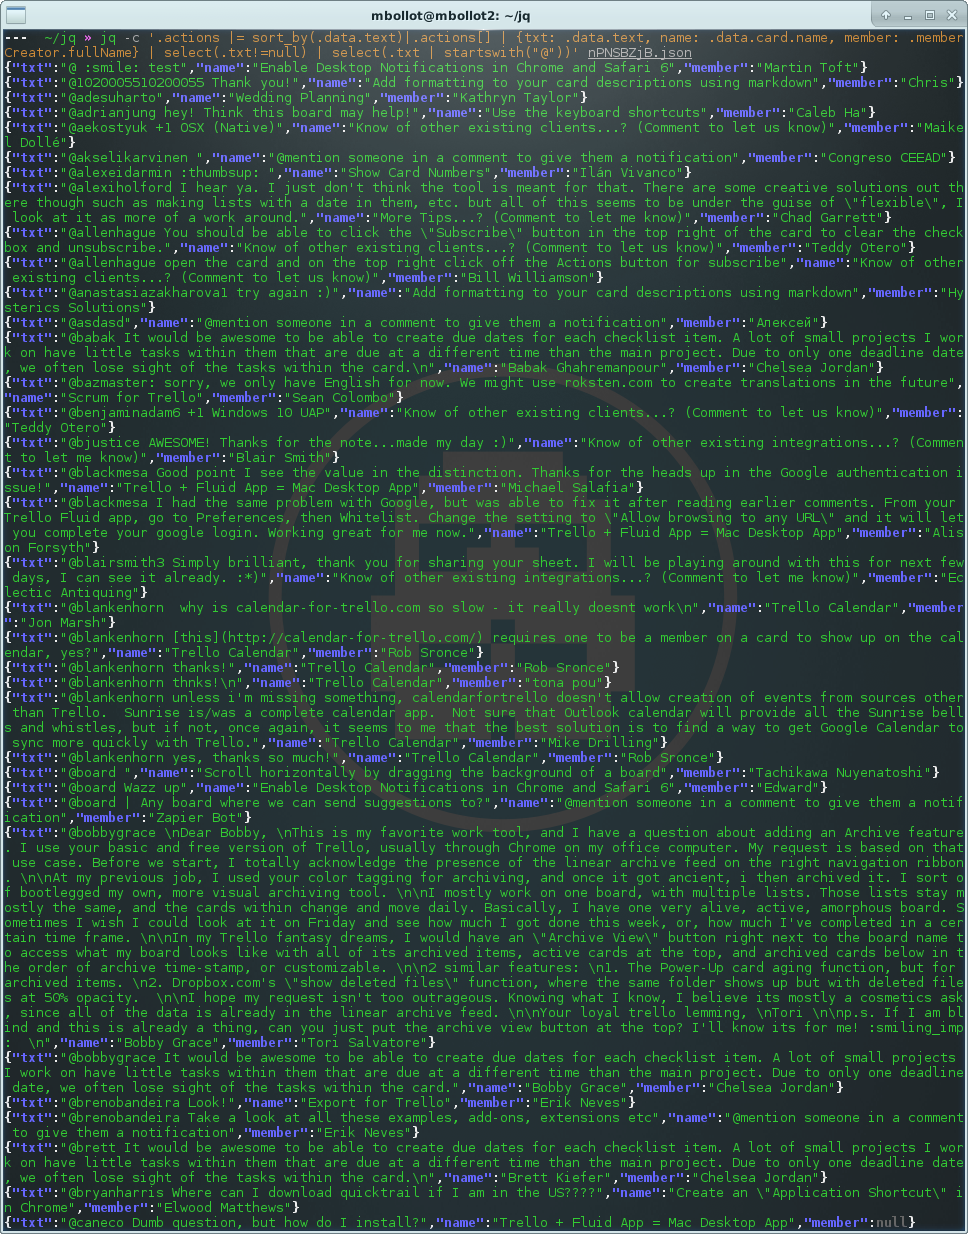 mbollot@mbollot2: ~/jq
--- ~/jq » jq -c '.actions |= sort_by(.data.text)|.actions[] | {txt: .data.text, name: .data.card.name, member: .member
Creator.fullName} | select(.txt!=null) | select(.txt | startswith("@"))' nPNSBZjB.json
{"txt":"@ :smile: test","name":"Enable Desktop Notifications in Chrome and Safari 6","member":"Martin Toft"}
{"txt":"@1020005510200055 Thank you!","name":"Add formatting to your card descriptions using markdown","member":"Chris"}
{"txt":"@adesuharto","name":"Wedding Planning","member":"Kathryn Taylor"}
{"txt":"@adrianjung hey! Think this board may help!","name":"Use the keyboard shortcuts","member":"Caleb Ha"}
{"txt":"@aekostyuk +1 OSX (Native)","name":"Know of other existing clients...? (Comment to let us know)","member":"Maike
l Dollé"}
{"txt":"@akselikarvinen ","name":"@mention someone in a comment to give them a notification","member":"Congreso CEEAD"}
{"txt":"@alexeidarmin :thumbsup: ","name":"Show Card Numbers","member":"Ilán Vivanco"}
{"txt":"@alexiholford I hear ya. I just don't think the tool is meant for that. There are some creative solutions out th
ere though such as making lists with a date in them, etc. but all of this seems to be under the guise of \"flexible\", I
 look at it as more of a work around.","name":"More Tips...? (Comment to let me know)","member":"Chad Garrett"}
{"txt":"@allenhague You should be able to click the \"Subscribe\" button in the top right of the card to clear the check
box and unsubscribe.","name":"Know of other existing clients...? (Comment to let us know)","member":"Teddy Otero"}
{"txt":"@allenhague open the card and on the top right click off the Actions button for subscribe","name":"Know of other
 existing clients...? (Comment to let us know)","member":"Bill Williamson"}
{"txt":"@anastasiazakharova1 try again :)","name":"Add formatting to your card descriptions using markdown","member":"Hy
sterics Solutions"}
{"txt":"@asdasd","name":"@mention someone in a comment to give them a notification","member":"Алексей"}
{"txt":"@babak It would be awesome to be able to create due dates for each checklist item. A lot of small projects I wor
k on have little tasks within them that are due at a different time than the main project. Due to only one deadline date
, we often lose sight of the tasks within the card.\n","name":"Babak Ghahremanpour","member":"Chelsea Jordan"}
{"txt":"@bazmaster: sorry, we only have English for now. We might use roksten.com to create translations in the future",
"name":"Scrum for Trello","member":"Sean Colombo"}
{"txt":"@benjaminadam6 +1 Windows 10 UAP","name":"Know of other existing clients...? (Comment to let us know)","member":
"Teddy Otero"}
{"txt":"@bjustice AWESOME! Thanks for the note...made my day :)","name":"Know of other existing integrations...? (Commen
t to let me know)","member":"Blair Smith"}
{"txt":"@blackmesa Good point I see the value in the distinction. Thanks for the heads up in the Google authentication i
ssue!","name":"Trello + Fluid App = Mac Desktop App","member":"Michael Salafia"}
{"txt":"@blackmesa I had the same problem with Google, but was able to fix it after reading earlier comments. From your 
Trello Fluid app, go to Preferences, then Whitelist. Change the setting to \"Allow browsing to any URL\" and it will let
 you complete your google login. Working great for me now.","name":"Trello + Fluid App = Mac Desktop App","member":"Alis
on Forsyth"}
{"txt":"@blairsmith3 Simply brilliant, thank you for sharing your sheet. I will be playing around with this for next few
 days, I can see it already. :*)","name":"Know of other existing integrations...? (Comment to let me know)","member":"Ec
lectic Antiquing"}
{"txt":"@blankenhorn  why is calendar-for-trello.com so slow - it really doesnt work\n","name":"Trello Calendar","member
":"Jon Marsh"}
{"txt":"@blankenhorn [this](http://calendar-for-trello.com/) requires one to be a member on a card to show up on the cal
endar, yes?","name":"Trello Calendar","member":"Rob Sronce"}
{"txt":"@blankenhorn thanks!","name":"Trello Calendar","member":"Rob Sronce"}
{"txt":"@blankenhorn thnks!\n","name":"Trello Calendar","member":"tona pou"}
{"txt":"@blankenhorn unless i'm missing something, calendarfortrello doesn't allow creation of events from sources other
 than Trello.  Sunrise is/was a complete calendar app.  Not sure that Outlook calendar will provide all the Sunrise bell
s and whistles, but if not, once again, it seems to me that the best solution is to find a way to get Google Calendar to
 sync more quickly with Trello.","name":"Trello Calendar","member":"Mike Drilling"}
{"txt":"@blankenhorn yes, thanks so much!","name":"Trello Calendar","member":"Rob Sronce"}
{"txt":"@board ","name":"Scroll horizontally by dragging the background of a board","member":"Tachikawa Nuyenatoshi"}
{"txt":"@board Wazz up","name":"Enable Desktop Notifications in Chrome and Safari 6","member":"Edward"}
{"txt":"@board | Any board where we can send suggestions to?","name":"@mention someone in a comment to give them a notif
ication","member":"Zapier Bot"}
{"txt":"@bobbygrace \nDear Bobby, \nThis is my favorite work tool, and I have a question about adding an Archive feature
. I use your basic and free version of Trello, usually through Chrome on my office computer. My request is based on that
 use case. Before we start, I totally acknowledge the presence of the linear archive feed on the right navigation ribbon
. \n\nAt my previous job, I used your color tagging for archiving, and once it got ancient, i then archived it. I sort o
f bootlegged my own, more visual archiving tool. \n\nI mostly work on one board, with multiple lists. Those lists stay m
ostly the same, and the cards within change and move daily. Basically, I have one very alive, active, amorphous board. S
ometimes I wish I could look at it on Friday and see how much I got done this week, or, how much I've completed in a cer
tain time frame. \n\nIn my Trello fantasy dreams, I would have an \"Archive View\" button right next to the board name t
o access what my board looks like with all of its archived items, active cards at the top, and archived cards below in t
he order of archive time-stamp, or customizable. \n\n2 similar features: \n1. The Power-Up card aging function, but for 
archived items. \n2. Dropbox.com's \"show deleted files\" function, where the same folder shows up but with deleted file
s at 50% opacity.  \n\nI hope my request isn't too outrageous. Knowing what I know, I believe its mostly a cosmetics ask
, since all of the data is already in the linear archive feed. \n\nYour loyal trello lemming, \nTori \n\np.s. If I am bl
ind and this is already a thing, can you just put the archive view button at the top? I'll know its for me! :smiling_imp
:  \n","name":"Bobby Grace","member":"Tori Salvatore"}
{"txt":"@bobbygrace It would be awesome to be able to create due dates for each checklist item. A lot of small projects 
I work on have little tasks within them that are due at a different time than the main project. Due to only one deadline
 date, we often lose sight of the tasks within the card.","name":"Bobby Grace","member":"Chelsea Jordan"}
{"txt":"@brenobandeira Look!","name":"Export for Trello","member":"Erik Neves"}
{"txt":"@brenobandeira Take a look at all these examples, add-ons, extensions etc","name":"@mention someone in a comment
 to give them a notification","member":"Erik Neves"}
{"txt":"@brett It would be awesome to be able to create due dates for each checklist item. A lot of small projects I wor
k on have little tasks within them that are due at a different time than the main project. Due to only one deadline date
, we often lose sight of the tasks within the card.\n","name":"Brett Kiefer","member":"Chelsea Jordan"}
{"txt":"@bryanharris Where can I download quicktrail if I am in the US????","name":"Create an \"Application Shortcut\" i
n Chrome","member":"Elwood Matthews"}
{"txt":"@caneco Dumb question, but how do I install?","name":"Trello + Fluid App = Mac Desktop App","member":null}